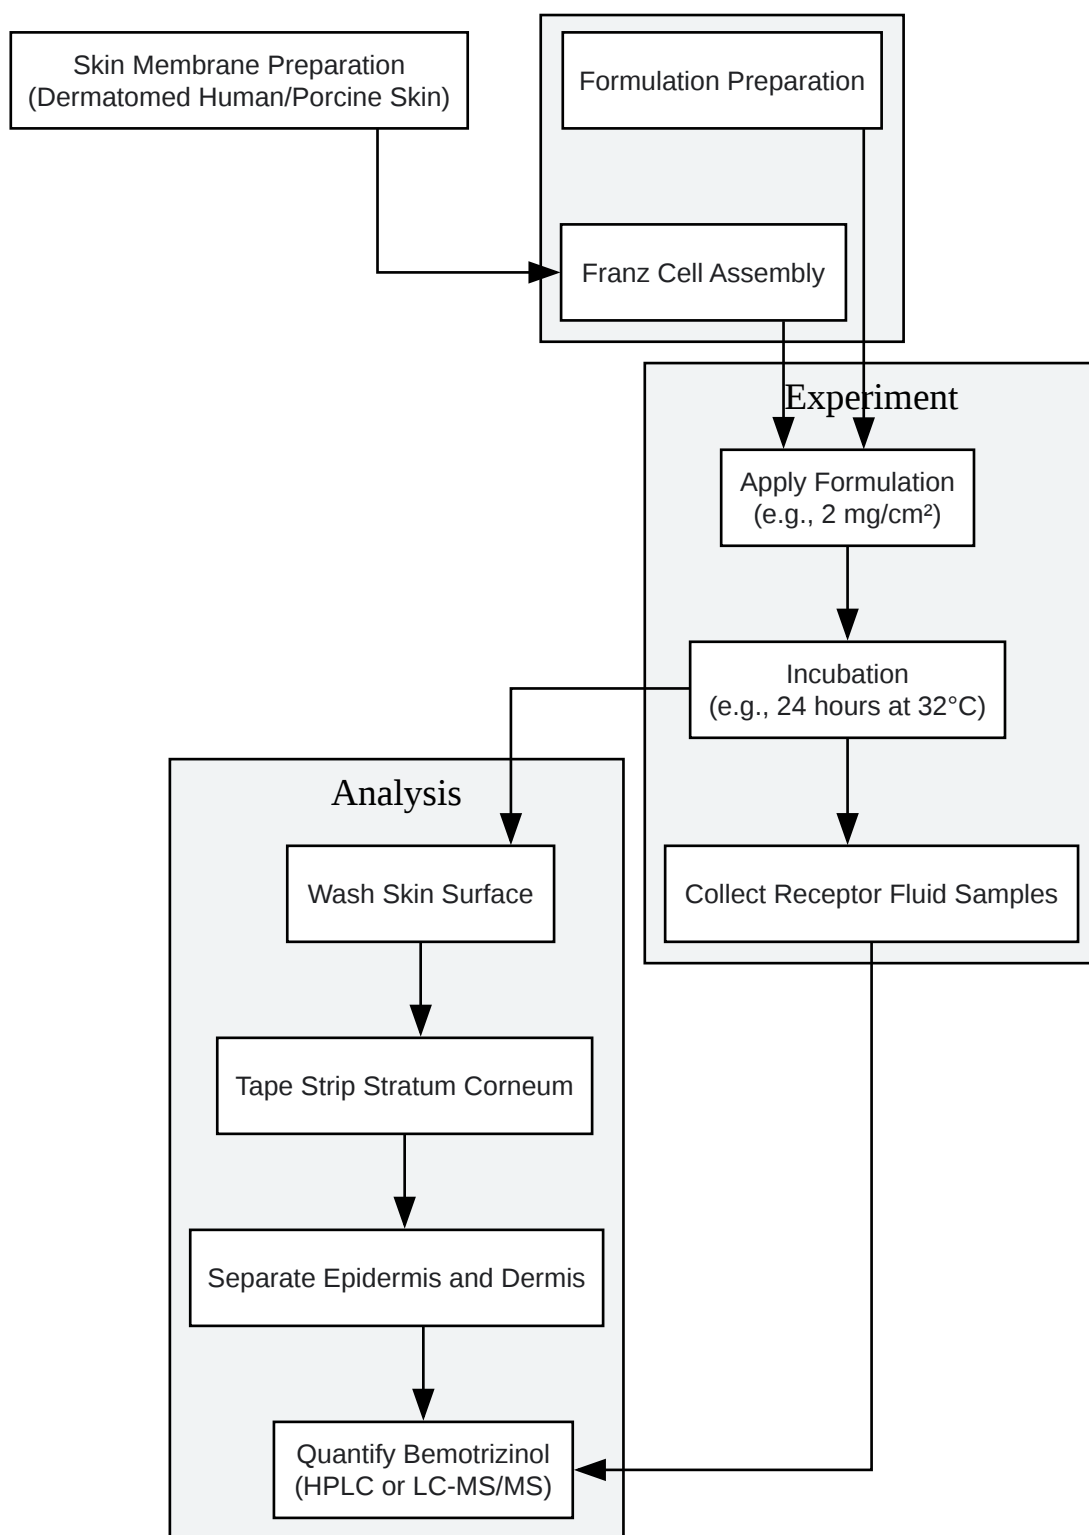 Skin Membrane Preparation
(Dermatomed Human/Porcine Skin)
Formulation Preparation
Franz Cell Assembly
Experiment
Apply Formulation
(e.g., 2 mg/cm²)
Incubation
(e.g., 24 hours at 32°C)
Analysis
Wash Skin Surface
Collect Receptor Fluid Samples
Tape Strip Stratum Corneum
Separate Epidermis and Dermis
Quantify Bemotrizinol
(HPLC or LC-MS/MS)